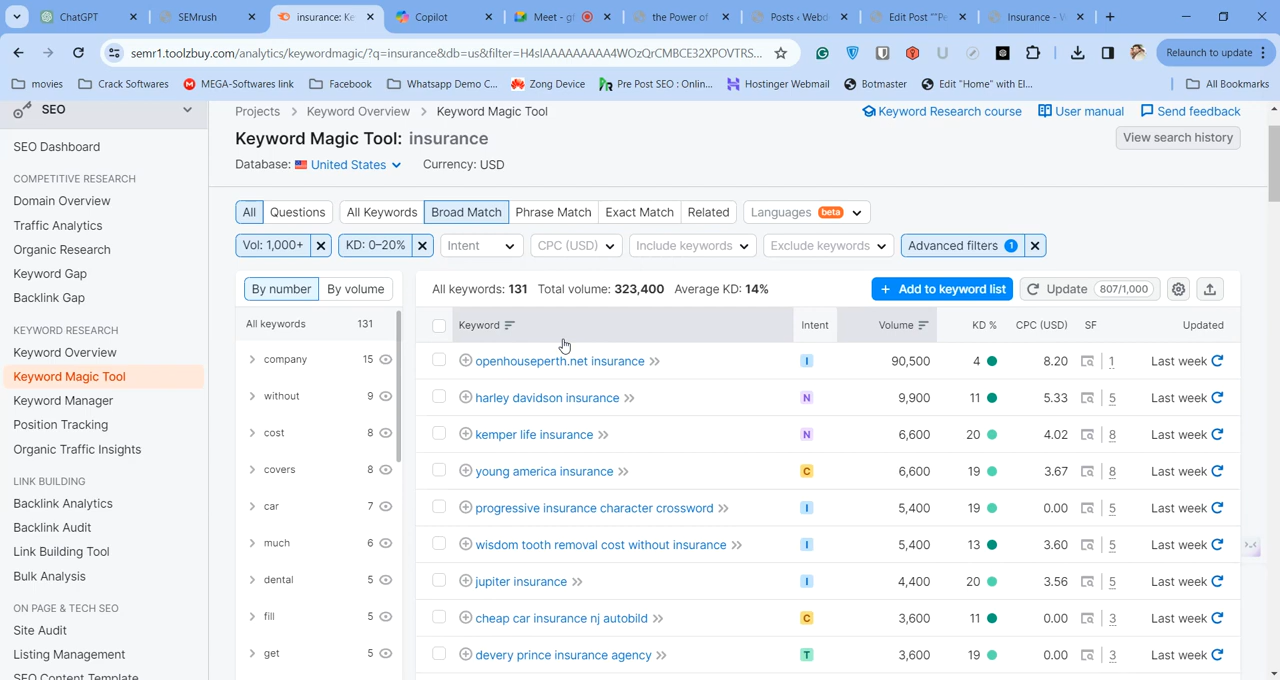 ChatGPT
SEMrush
insurance: Ke
Copilot
Meet - gf
the Power of
Posts ‹ Webd
Edit Post ""Pe
Insurance - W
semr1.toolzbuy.com/analytics/keywordmagic/?q=insurance&db=us&filter=H4sIAAAAAAAA4WOzQrCMBCE32XPOVTRS...
Relaunch to update
movies
Crack Softwares
MEGA-Softwares link
Facebook
Whatsapp Demo C...
Zong Device
Pre Post SEO : Onlin...
Hostinger Webmail
Botmaster
Edit "Home" with El...
All Bookmarks
SEO
SEO Dashboard
COMPETITIVE RESEARCH
Domain Overview
Traffic Analytics
Organic Research
Keyword Gap
Backlink Gap
KEYWORD RESEARCH
Keyword Overview
Keyword Magic Tool
Keyword Manager
Position Tracking
Organic Traffic Insights
LINK BUILDING
Backlink Analytics
Backlink Audit
Link Building Tool
Bulk Analysis
ON PAGE & TECH SEO
Site Audit
Listing Management
SEO Content Template
Projects > Keyword Overview > Keyword Magic Tool
Keyword Research course
User manual
Send feedback
Keyword Magic Tool: insurance
View search history
Database: United States Currency: USD
All Questions All Keywords Broad Match Phrase Match Exact Match Related Languages beta
Vol: 1,000+ KD: 0–20% Intent CPC (USD) Include keywords Exclude keywords Advanced filters 1
By number By volume
All keywords 131
company 15
without 9
cost 8
covers 8
car 7
much 6
dental 5
fill 5
get 5
All keywords: 131 Total volume: 323,400 Average KD: 14%
+ Add to keyword list
Update 807/1,000
Keyword Intent Volume KD % CPC (USD) SF Updated
openhouseperth.net insurance I 90,500 4 8.20 1 Last week
harley davidson insurance N 9,900 11 5.33 5 Last week
kemper life insurance N 6,600 20 4.02 8 Last week
young america insurance C 6,600 19 3.67 8 Last week
progressive insurance character crossword I 5,400 19 0.00 5 Last week
wisdom tooth removal cost without insurance I 5,400 13 3.60 5 Last week
jupiter insurance I 4,400 20 3.56 5 Last week
cheap car insurance nj autobild C 3,600 11 0.00 3 Last week
devery prince insurance agency T 3,600 19 0.00 3 Last week